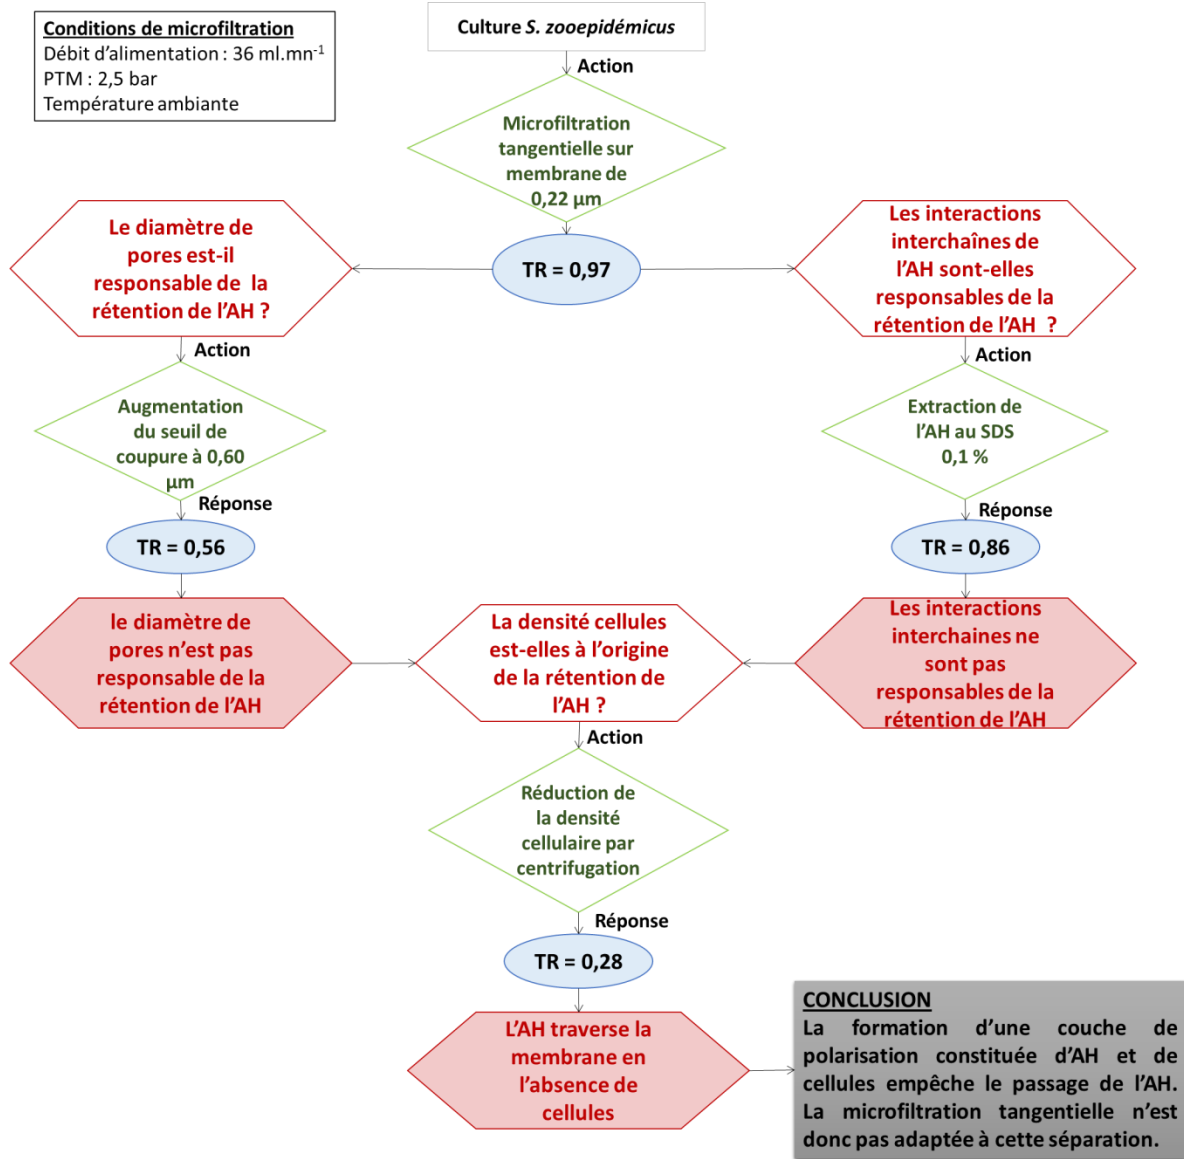 Conditions de microfiltration
Débit d'alimentation : 36 ml.mn⁻¹
PTM : 2,5 bar
Température ambiante
Culture S. zooepidémicus
Action
Microfiltration
tangentielle sur
membrane de
0,22 µm
TR = 0,97
Le diamètre de
pores est-il
responsable de la
rétention de l'AH ?
Les interactions
interchaînes de
l'AH sont-elles
responsables de la
rétention de l'AH ?
Action
Augmentation
du seuil de
coupure à 0,60
µm
Réponse
TR = 0,56
le diamètre de
pores n'est pas
responsable de la
rétention de l'AH
Action
Extraction de
l'AH au SDS
0,1 %
Réponse
TR = 0,86
Les interactions
interchaines ne
sont pas
responsables de la
rétention de l'AH
La densité cellules
est-elles à l'origine
de la rétention de
l'AH ?
Action
Réduction de
la densité
cellulaire par
centrifugation
Réponse
TR = 0,28
L'AH traverse la
membrane en
l'absence de
cellules
CONCLUSION
La formation d'une couche de
polarisation constituée d'AH et de
cellules empêche le passage de l'AH.
La microfiltration tangentielle n'est
donc pas adaptée à cette séparation.